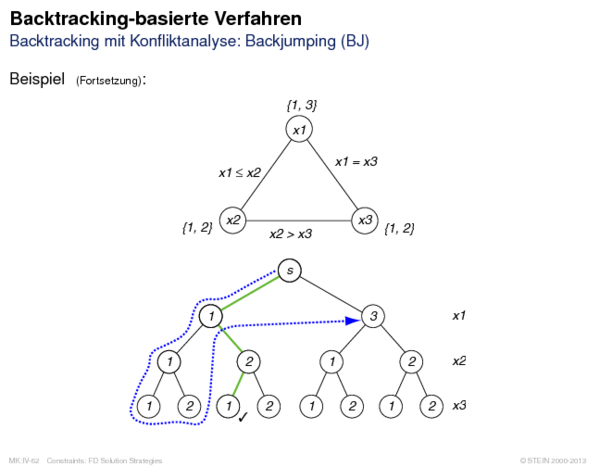 Backtracking-basierte Verfahren
Backtracking mit Konfliktanalyse: Backjumping (BJ)
Beispiel (Fortsetzung):
{1, 3}
x1
x1 ≤ x2
x1 = x3
{1, 2}
x2
x3
{1, 2}
x2 > x3
s
1
3
x1
1
2
1
2
x2
1
2
1
2
1
2
1
2
x3
✓
MK:IV-62 Constraints: FD Solution Strategies
© STEIN 2000-2013